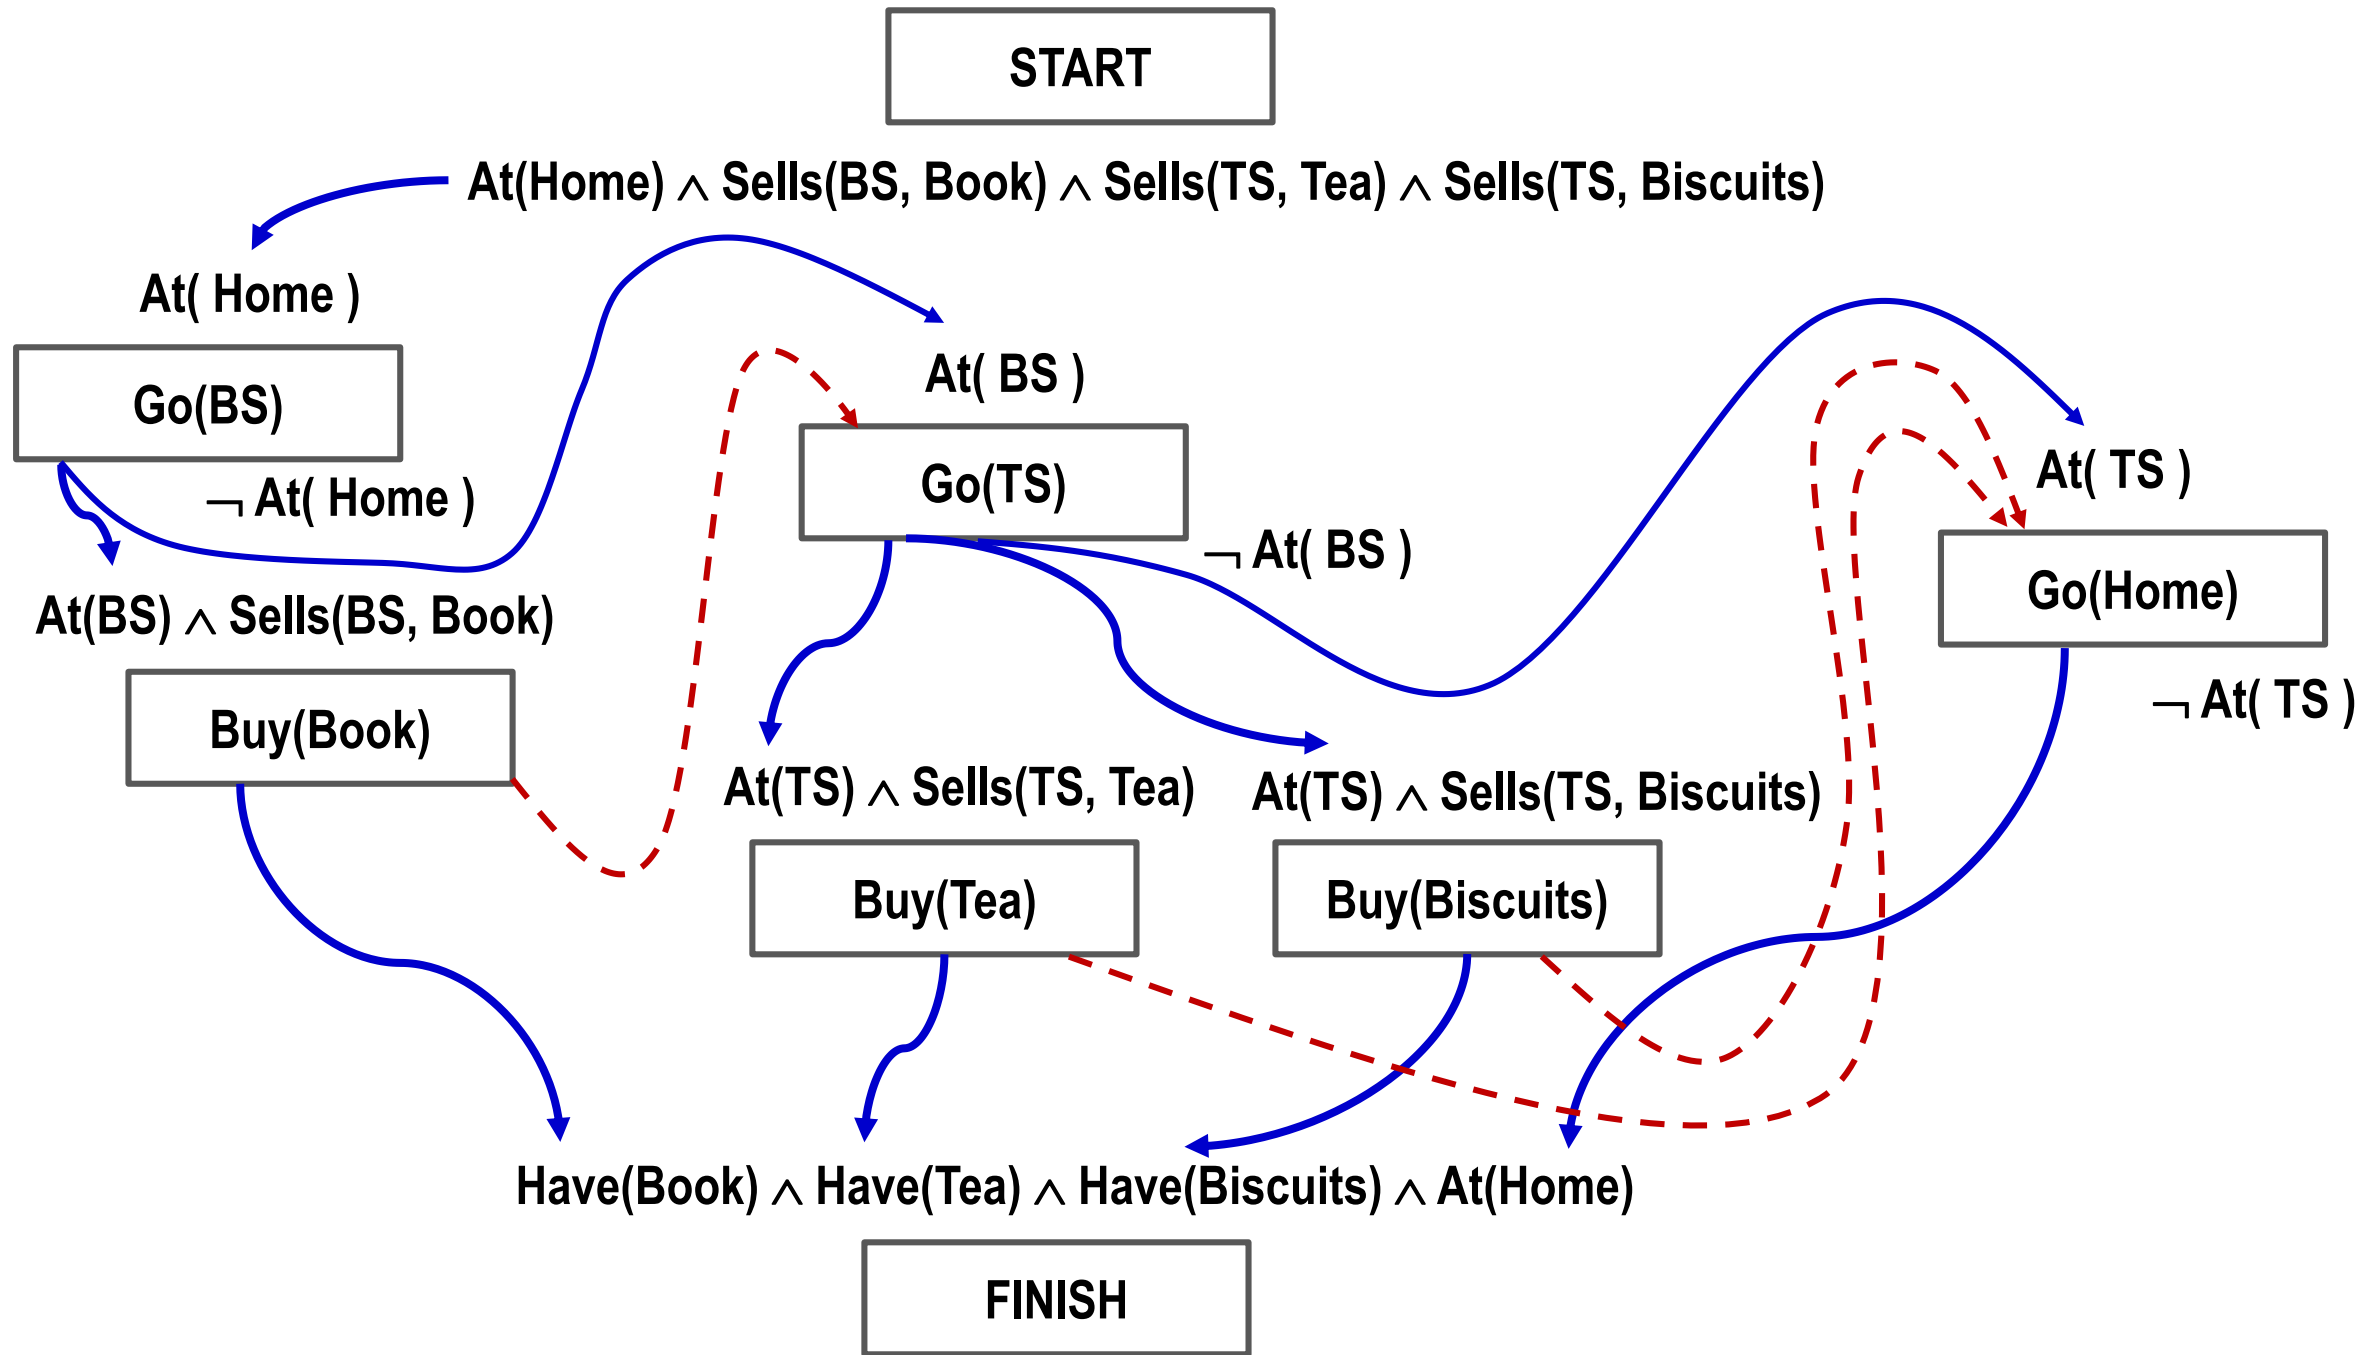 START
At(Home) ∧ Sells(BS, Book) ∧ Sells(TS, Tea) ∧ Sells(TS, Biscuits)
At( Home )
Go(BS)
¬ At( Home )
At(BS) ∧ Sells(BS, Book)
Buy(Book)
At( BS )
Go(TS)
¬ At( BS )
At(TS) ∧ Sells(TS, Tea)
Buy(Tea)
At(TS) ∧ Sells(TS, Biscuits)
Buy(Biscuits)
At( TS )
Go(Home)
¬ At( TS )
Have(Book) ∧ Have(Tea) ∧ Have(Biscuits) ∧ At(Home)
FINISH